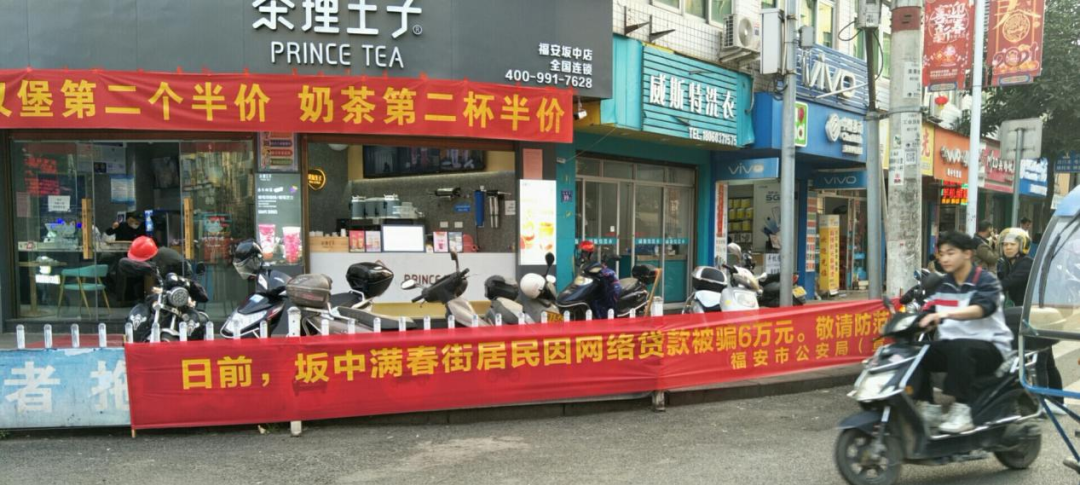 茶理王子®
PRINCE TEA
福安坂中店
全国连锁
400-991-7628
汉堡第二个半价 奶茶第二杯半价
威斯特洗衣
vivo
vivo
vivo
PRINCE
者 拖
日前，坂中满春街居民因网络贷款被骗6万元。敬请防范
福安市公安局（